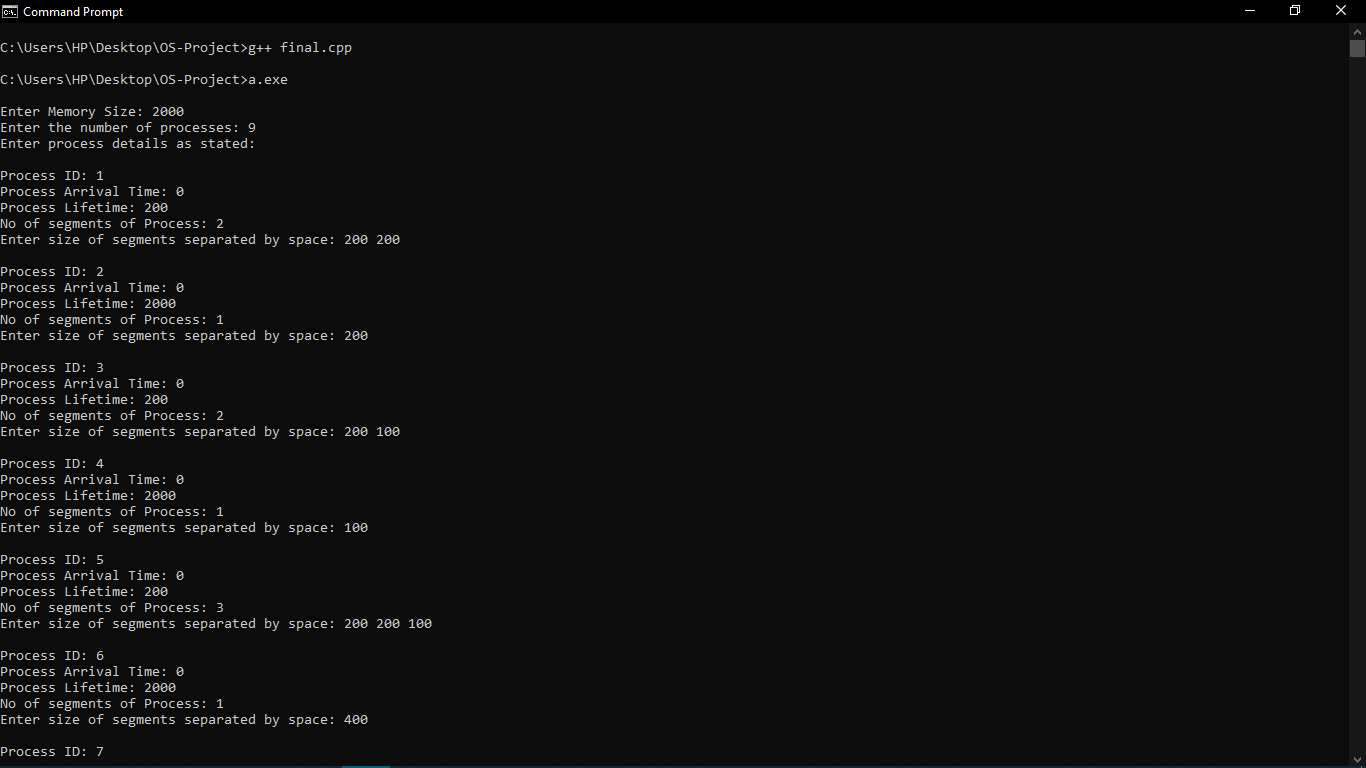 Command Prompt
C:\Users\HP\Desktop\OS-Project>g++ final.cpp
C:\Users\HP\Desktop\OS-Project>a.exe
Enter Memory Size: 2000
Enter the number of processes: 9
Enter process details as stated:
Process ID: 1
Process Arrival Time: 0
Process Lifetime: 200
No of segments of Process: 2
Enter size of segments separated by space: 200 200
Process ID: 2
Process Arrival Time: 0
Process Lifetime: 2000
No of segments of Process: 1
Enter size of segments separated by space: 200
Process ID: 3
Process Arrival Time: 0
Process Lifetime: 200
No of segments of Process: 2
Enter size of segments separated by space: 200 100
Process ID: 4
Process Arrival Time: 0
Process Lifetime: 2000
No of segments of Process: 1
Enter size of segments separated by space: 100
Process ID: 5
Process Arrival Time: 0
Process Lifetime: 200
No of segments of Process: 3
Enter size of segments separated by space: 200 200 100
Process ID: 6
Process Arrival Time: 0
Process Lifetime: 2000
No of segments of Process: 1
Enter size of segments separated by space: 400
Process ID: 7